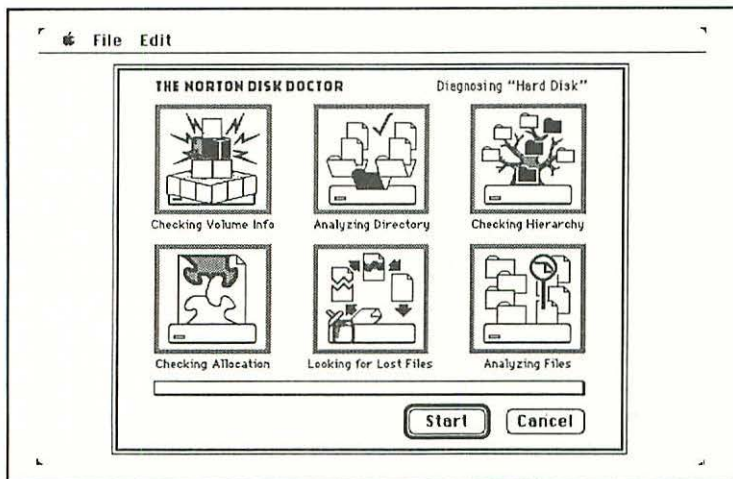 File Edit
THE NORTON DISK DOCTOR Diagnosing "Hard Disk"
Checking Volume Info Analyzing Directory Checking Hierarchy
Checking Allocation Looking for Lost Files Analyzing Files
Start Cancel